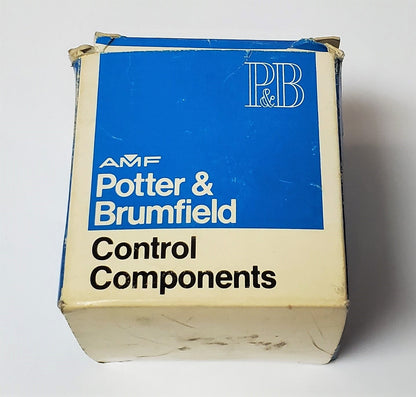 P&B
AMF
Potter &
Brumfield
Control
Components